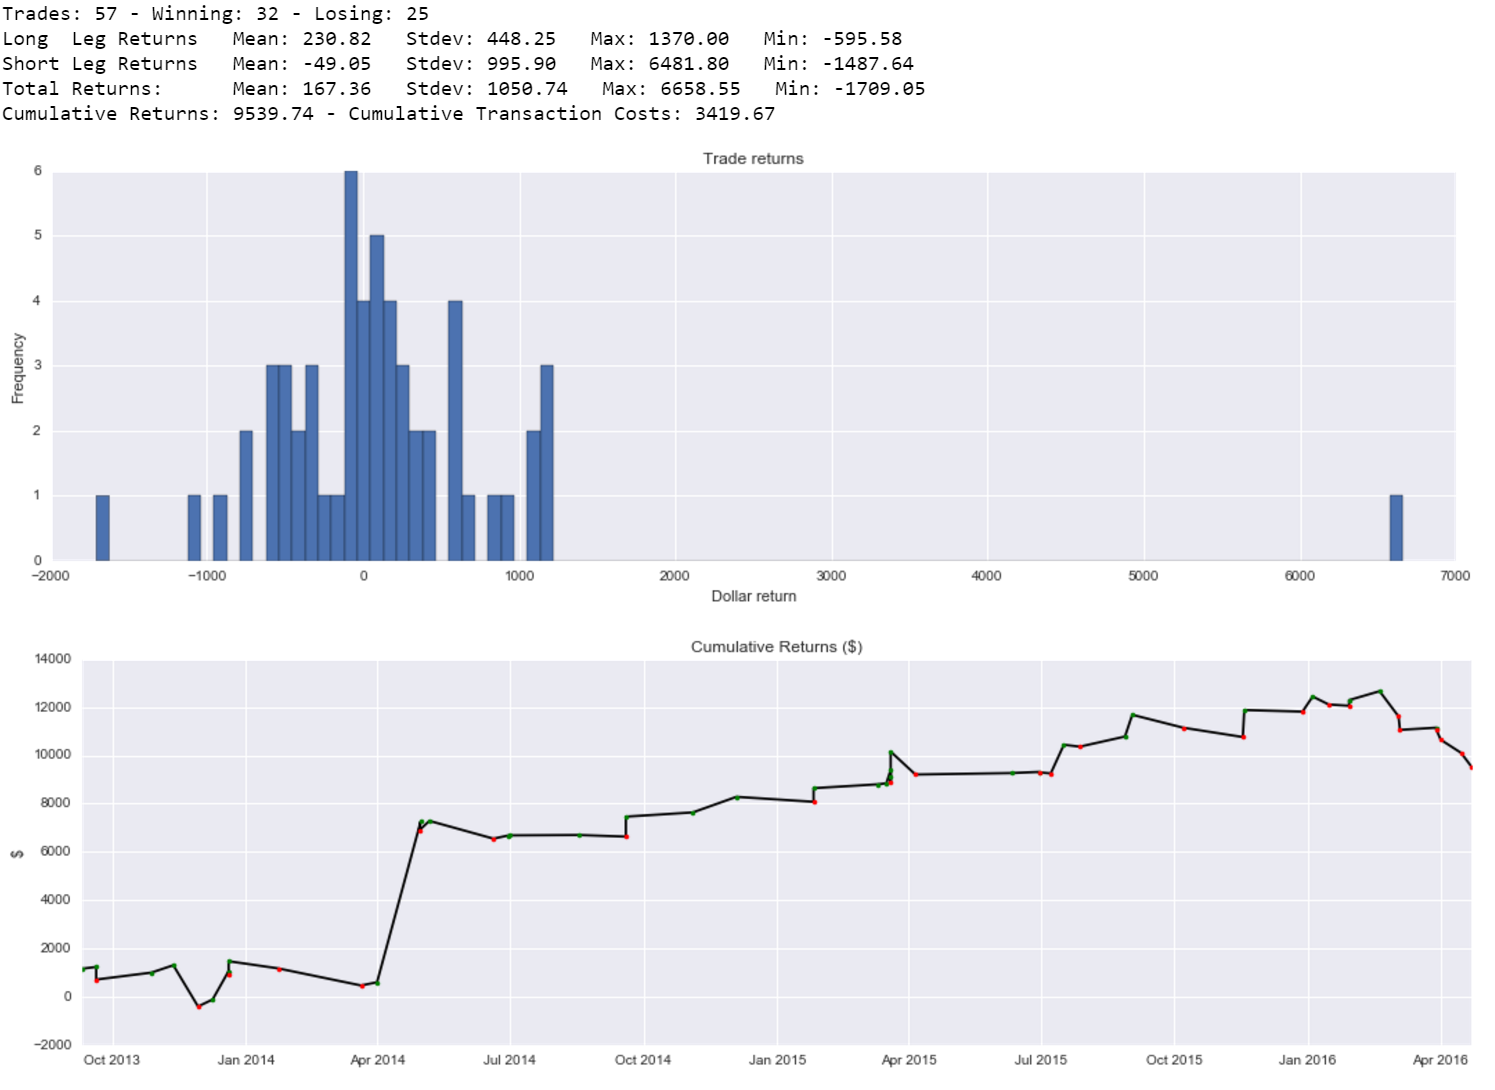 Trades: 57 - Winning: 32 - Losing: 25
Long  Leg Returns   Mean: 230.82   Stdev: 448.25   Max: 1370.00   Min: -595.58
Short Leg Returns   Mean: -49.05   Stdev: 995.90   Max: 6481.80   Min: -1487.64
Total Returns:      Mean: 167.36   Stdev: 1050.74   Max: 6658.55   Min: -1709.05
Cumulative Returns: 9539.74 - Cumulative Transaction Costs: 3419.67
Trade returns
6
5
4
3
2
1
0
Frequency
−2000 −1000 0 1000 2000 3000 4000 5000 6000 7000
Dollar return
Cumulative Returns ($)
14000
12000
10000
8000
6000
4000
2000
0
−2000
$
Oct 2013 Jan 2014 Apr 2014 Jul 2014 Oct 2014 Jan 2015 Apr 2015 Jul 2015 Oct 2015 Jan 2016 Apr 2016